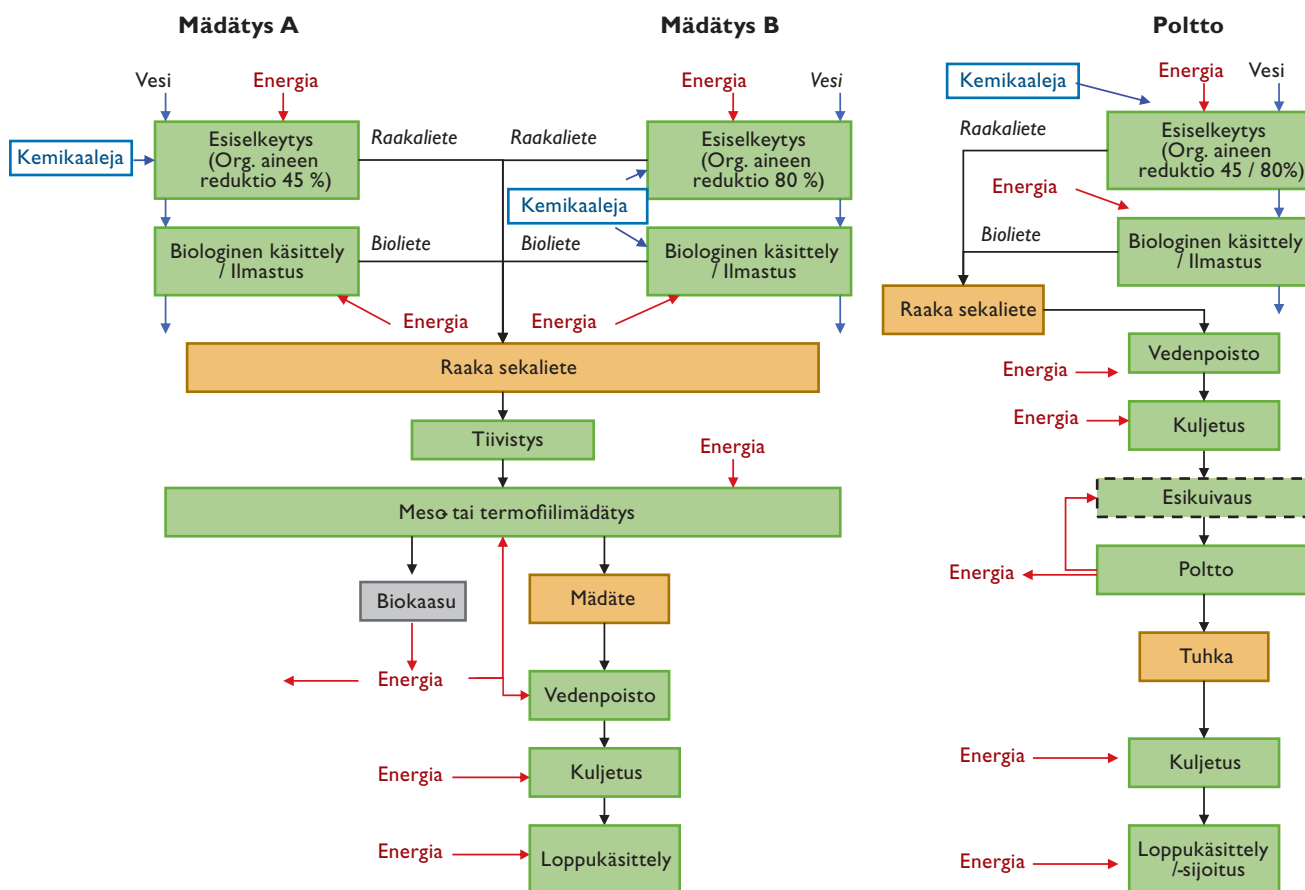 Mädätys A
Mädätys B
Poltto
Vesi
Energia
Kemikaaleja
Esiselkeytys
(Org. aineen
reduktio 45 %)
Raakaliete
Biologinen käsittely
/ Ilmastus
Bioliete
Energia
Energia
Vesi
Raakaliete
Esiselkeytys
(Org. aineen
reduktio 80 %)
Kemikaaleja
Bioliete
Biologinen käsittely
/ Ilmastus
Energia
Raaka sekaliete
Tiivistys
Energia
Meso- tai termofiilimädätys
Biokaasu
Mädäte
Energia
Vedenpoisto
Energia
Kuljetus
Energia
Loppukäsittely
Kemikaaleja
Energia
Vesi
Raakaliete
Esiselkeytys
(Org. aineen
reduktio 45 / 80%)
Energia
Bioliete
Biologinen käsittely
/ Ilmastus
Raaka sekaliete
Vedenpoisto
Energia
Energia
Kuljetus
Esikuivaus
Energia
Poltto
Tuhka
Energia
Kuljetus
Energia
Loppukäsittely
/-sijoitus